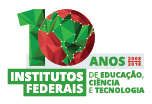 10 ANOS 2008 2018
INSTITUTOS FEDERAIS
DE EDUCAÇÃO,
CIÊNCIA
E TECNOLOGIA